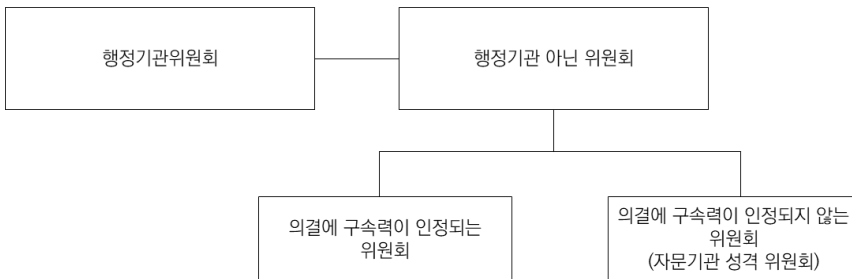 행정기관위원회
행정기관 아닌 위원회
의결에 구속력이 인정되는
위원회
의결에 구속력이 인정되지 않는
위원회
(자문기관 성격 위원회)